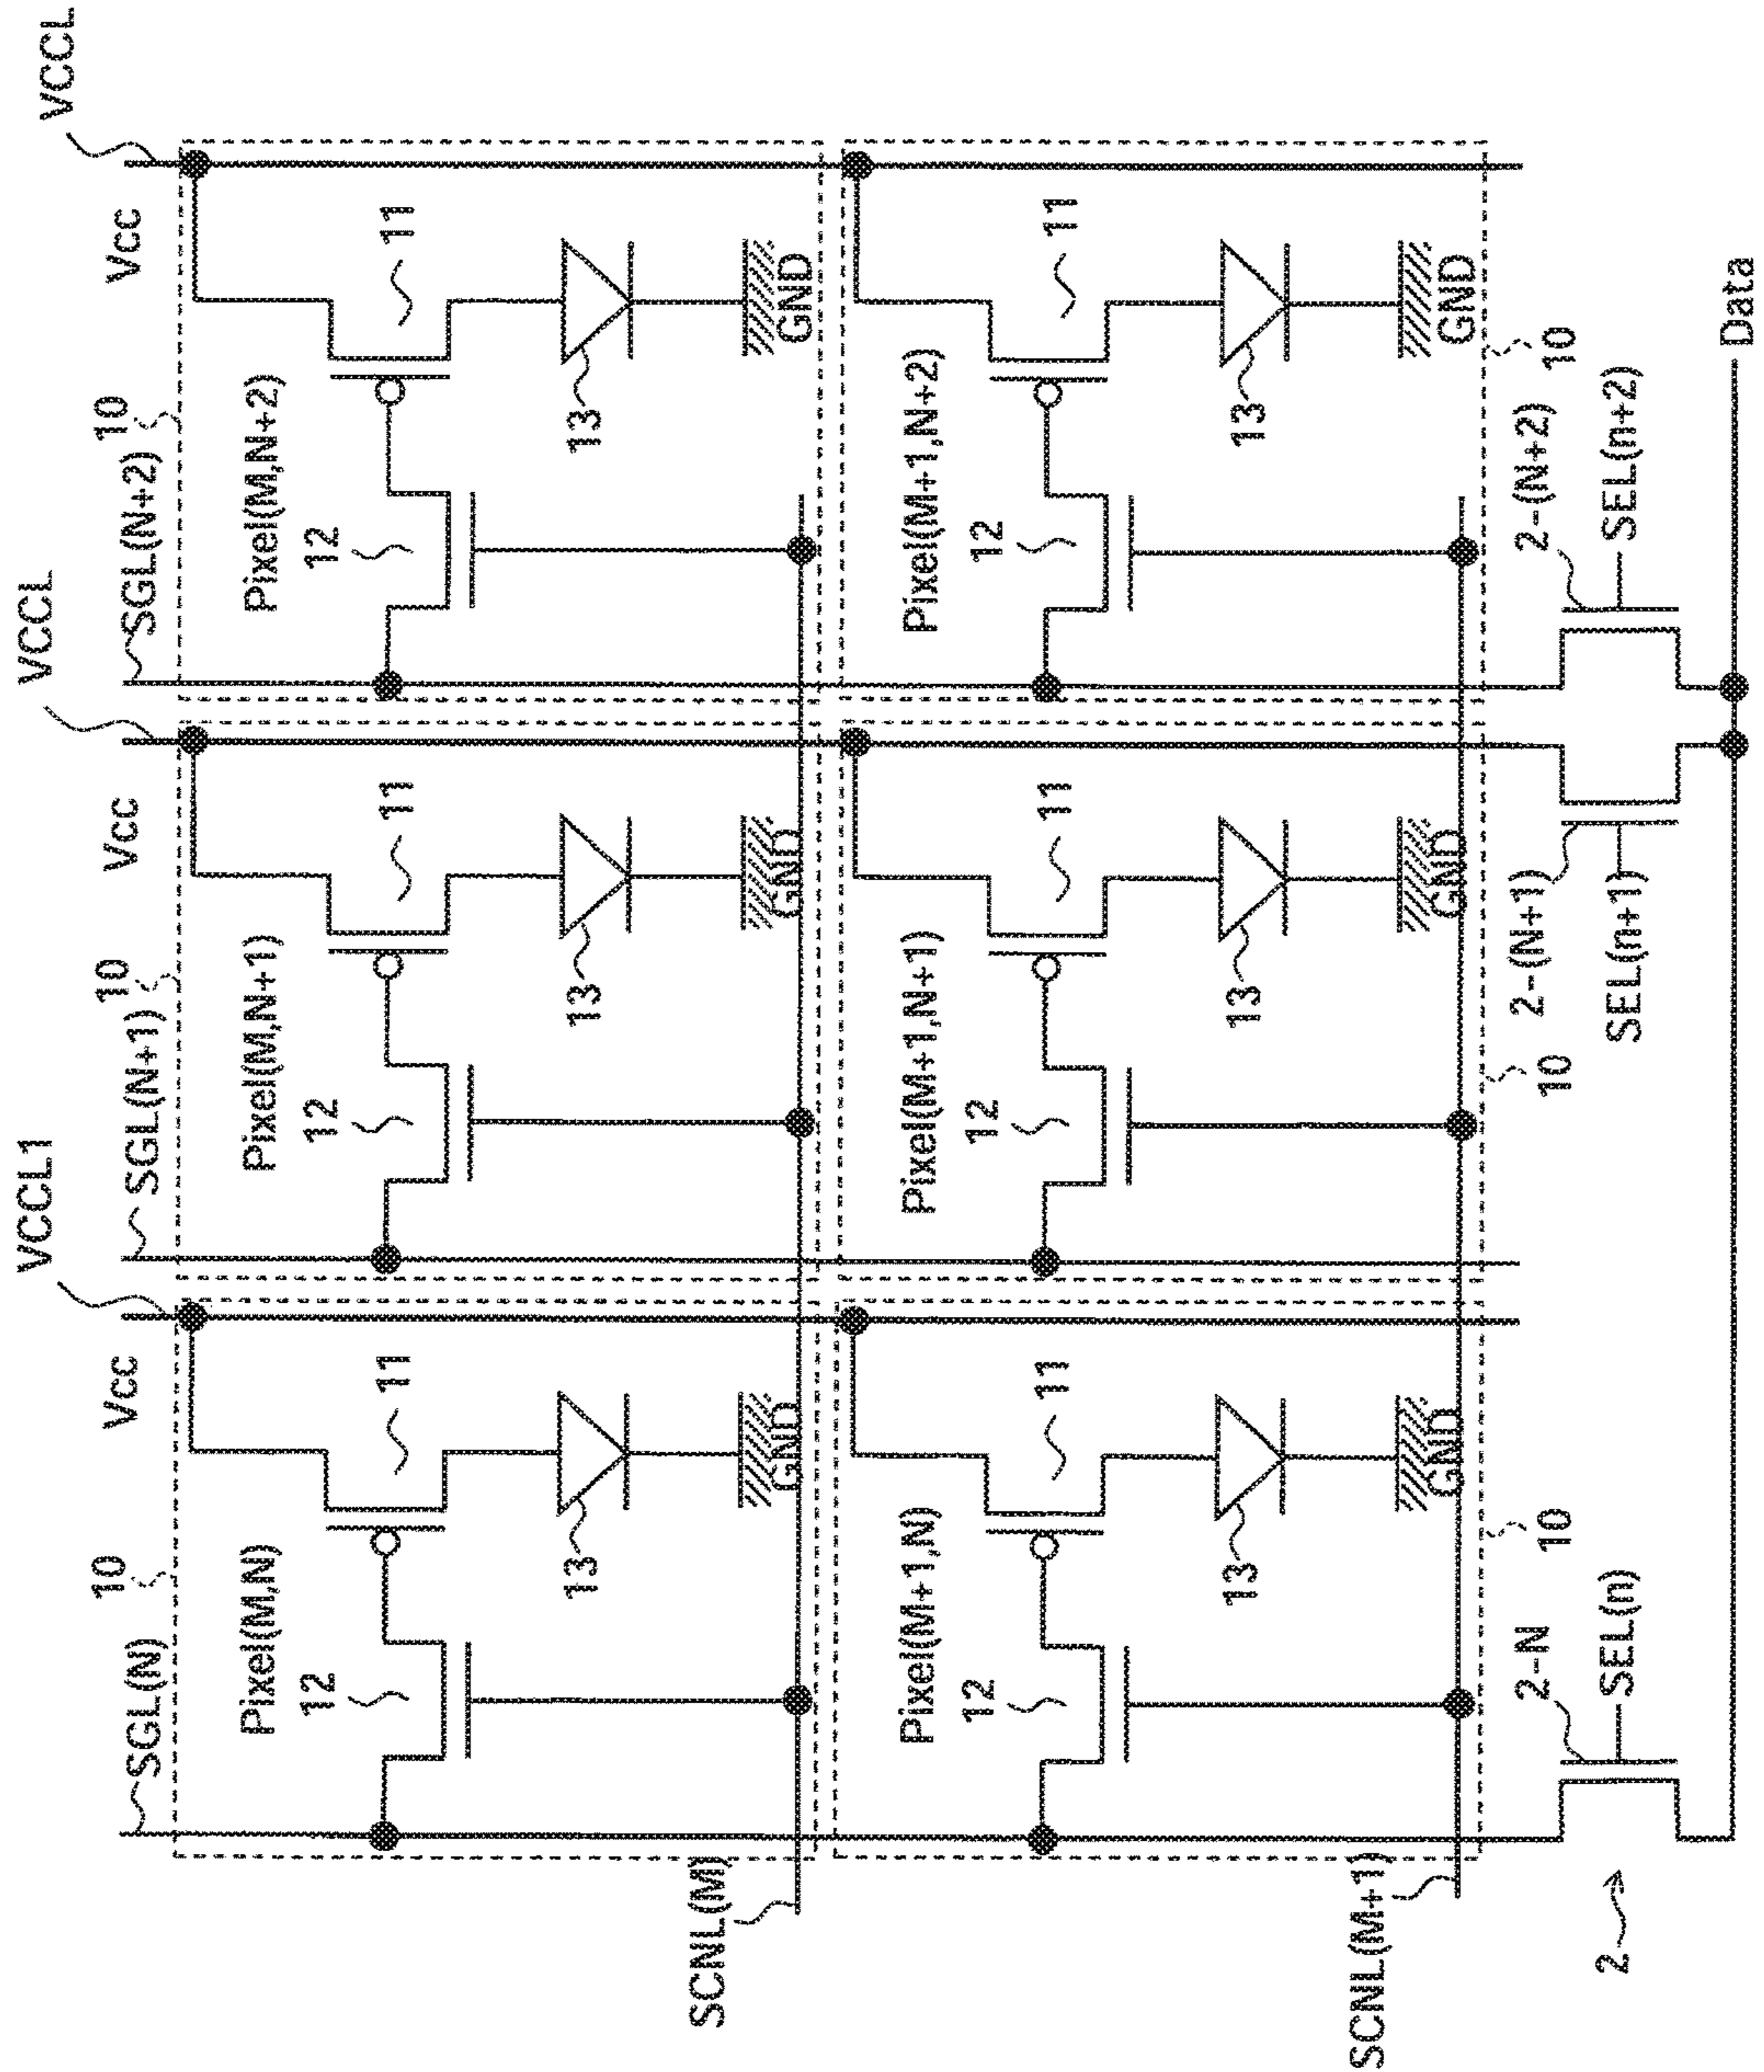 VCCL1
VCCL
VCCL
SGL(N)
10
Vcc
SGL(N+1)
10
Vcc
SGL(N+2)
10
Vcc
Pixel(M,N)
Pixel(M,N+1)
Pixel(M,N+2)
12
11
12
11
12
11
13
13
13
SCNL(M)
GND
GND
GND
Pixel(M+1,N)
Pixel(M+1,N+1)
Pixel(M+1,N+2)
12
11
12
11
12
11
13
13
13
SCNL(M+1)
GND
GND
GND
2-N
10
10
2-(N+1)
2-(N+2)
10
2
SEL(n)
SEL(n+1)
SEL(n+2)
Data